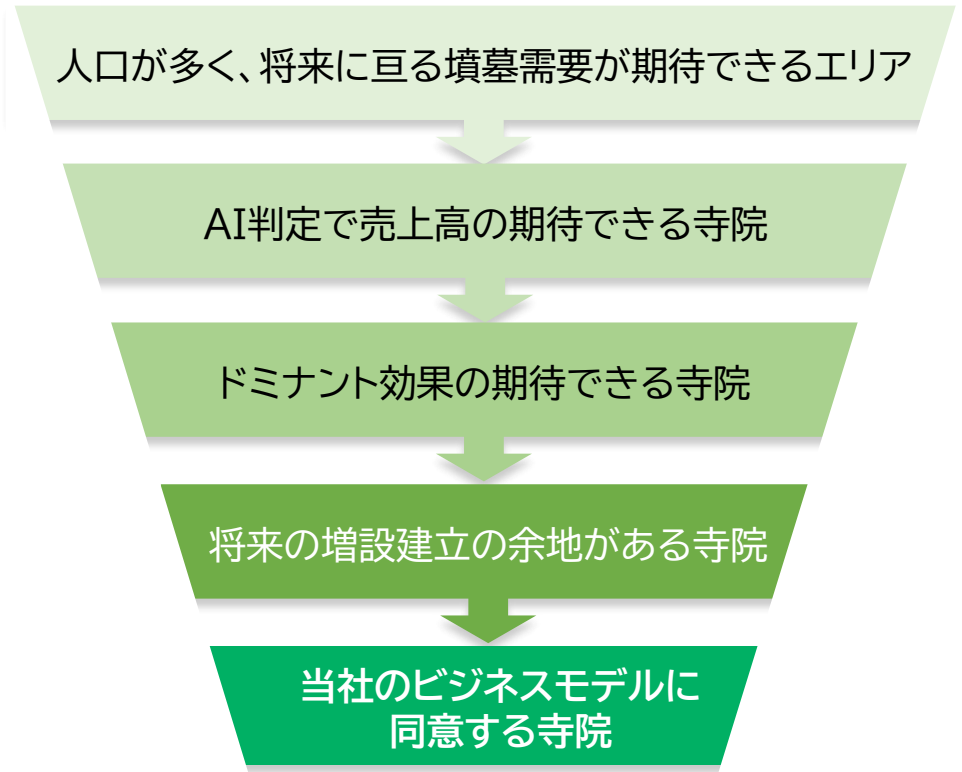 人口が多く、将来に亘る墳墓需要が期待できるエリア
AI判定で売上高の期待できる寺院
ドミナント効果の期待できる寺院
将来の増設建立の余地がある寺院
当社のビジネスモデルに
同意する寺院